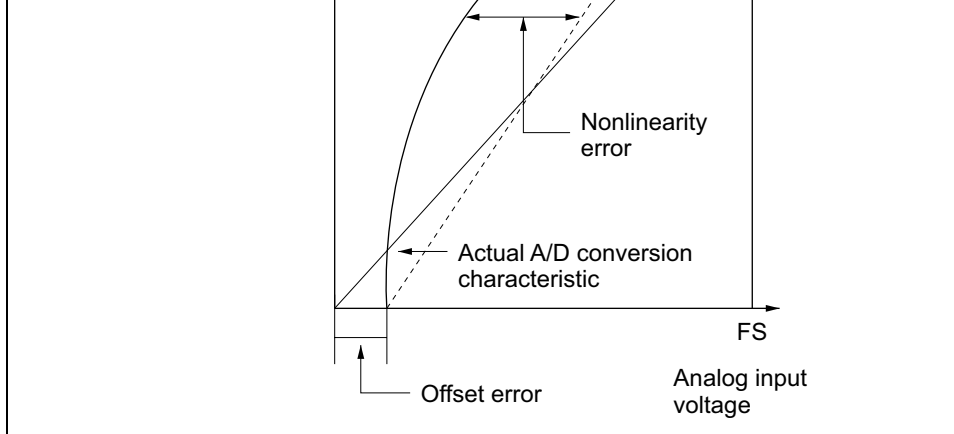 Nonlinearity
error
Actual A/D conversion
characteristic
FS
Offset error
Analog input
voltage